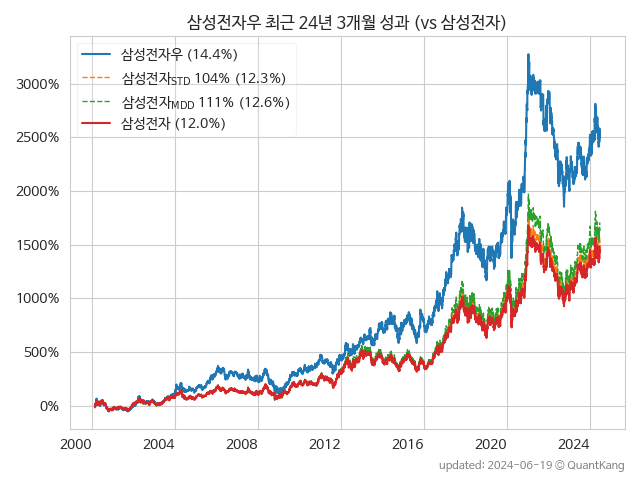 삼성전자우 최근 24년 3개월 성과 (vs 삼성전자)
삼성전자우 (14.4%)
삼성전자STD 104% (12.3%)
삼성전자MDD 111% (12.6%)
삼성전자 (12.0%)
3000%
2500%
2000%
1500%
1000%
500%
0%
2000 2004 2008 2012 2016 2020 2024
updated: 2024-06-19 © QuantKang